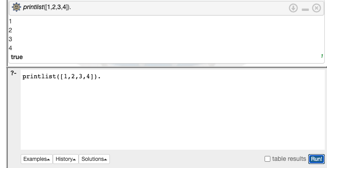 printlist([1,2,3,4]).
1
2
3
4
true
1
?- printlist([1,2,3,4]).
Examples History Solutions table results Run!